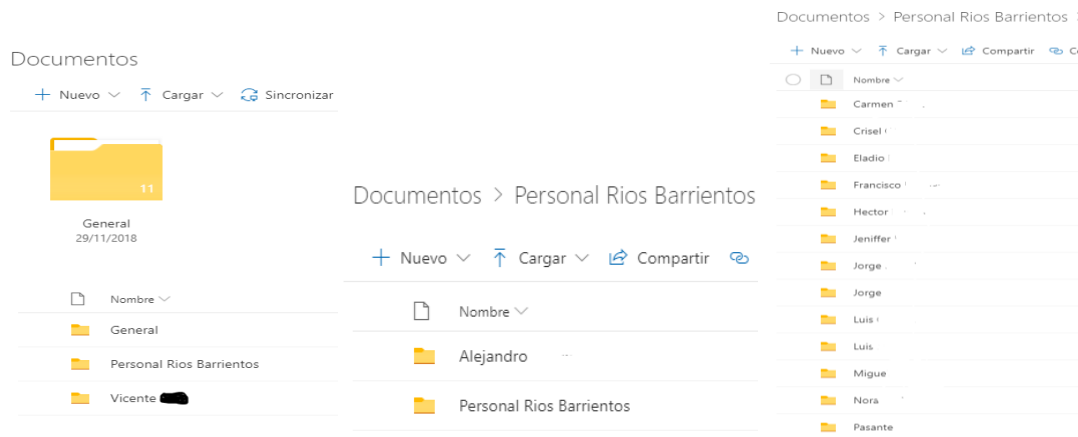 Documentos
Nuevo Cargar Sincronizar
11
General
29/11/2018
Nombre
General
Personal Rios Barrientos
Vicente
Documentos > Personal Rios Barrientos
Nuevo Cargar Compartir
Nombre
Alejandro
Personal Rios Barrientos
Documentos > Personal Rios Barrientos
Nuevo Cargar Compartir
Nombre
Carmen
Crisel
Eladio
Francisco
Hector
Jeniffer
Jorge
Jorge
Luis
Luis
Migue
Nora
Pasante